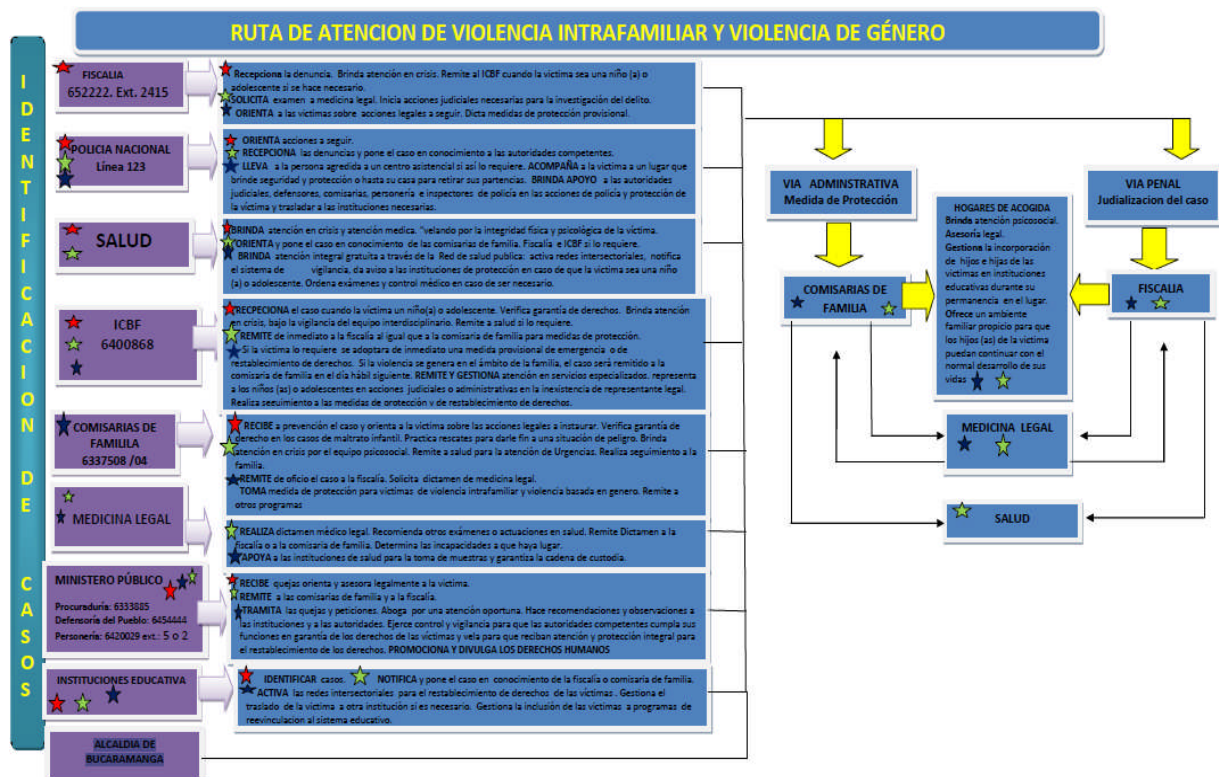 RUTA DE ATENCION DE VIOLENCIA INTRAFAMILIAR Y VIOLENCIA DE GÉNERO
IDENTIFICACION DE CASOS
FISCALIA
652222. Ext. 2415
Recepciona la denuncia. Brinda atención en crisis. Remite al ICBF cuando la victima sea una niño (a) o
adolescente si se hace necesario.
SOLICITA examen a medicina legal. Inicia acciones judiciales necesarias para la investigación del delito.
ORIENTA a las victimas sobre acciones legales a seguir. Dicta medidas de protección provisional.
POLICIA NACIONAL
Línea 123
ORIENTA acciones a seguir.
RECEPCIONA las denuncias y pone el caso en conocimiento a las autoridades competentes.
LLEVA a la persona agredida a un centro asistencial si así lo requiere. ACOMPAÑA a la víctima a un lugar que
brinde seguridad y protección o hasta su casa para retirar sus partencias. BRINDA APOYO a las autoridades
judiciales, defensores, comisarias, personería e inspectores de policía en las acciones de policía y protección de
la víctima y trasladar a las instituciones necesarias.
SALUD
BRINDA atención en crisis y atención medica. "velando por la integridad física y psicológica de la víctima.
ORIENTA y pone el caso en conocimiento de las comisarias de familia. Fiscalía e ICBF si lo requiere.
BRINDA atención integral gratuita a través de la Red de salud publica: activa redes intersectoriales, notifica
el sistema de vigilancia, da aviso a las instituciones de protección en caso de que la victima sea una niño
(a) o adolescente. Ordena exámenes y control médico en caso de ser necesario.
ICBF
6400868
RECPECIONA el caso cuando la víctima un niño(a) o adolescente. Verifica garantía de derechos. Brinda atención
en crisis, bajo la vigilancia del equipo interdisciplinario. Remite a salud si lo requiere.
REMITE de inmediato a la fiscalía al igual que a la comisaria de familia para medidas de protección.
Si la víctima lo requiere se adoptara de inmediato una medida provisional de emergencia o de
restablecimiento de derechos. Si la violencia se genera en el ámbito de la familia, el caso será remitido a la
comisaria de familia en el día hábil siguiente. REMITE Y GESTIONA atención en servicios especializados. representa
a los niños (as) o adolescentes en acciones judiciales o administrativas en la inexistencia de representante legal.
Realiza seguimiento a las medidas de protección y de restablecimiento de derechos.
COMISARIAS DE
FAMILILA
6337508 /04
RECIBE a prevención el caso y orienta a la víctima sobre las acciones legales a instaurar. Verifica garantía de
derecho en los casos de maltrato infantil. Practica rescates para darle fin a una situación de peligro. Brinda
atención en crisis por el equipo psicosocial. Remite a salud para la atención de Urgencias. Realiza seguimiento a la
familia.
REMITE de oficio el caso a la fiscalía. Solicita dictamen de medicina legal.
TOMA medida de protección para victimas de violencia intrafamiliar y violencia basada en genero. Remite a
otros programas
MEDICINA LEGAL
REALIZA dictamen médico legal. Recomienda otros exámenes o actuaciones en salud. Remite Dictamen a la
fiscalía o a la comisaria de familia. Determina las incapacidades a que haya lugar.
APOYA a las instituciones de salud para la toma de muestras y garantiza la cadena de custodia.
MINISTERO PÚBLICO
Procuraduría: 6333885
Defensoría del Pueblo: 6454444
Personería: 6420029 ext.: 5 o 2
RECIBE quejas orienta y asesora legalmente a la victima.
REMITE a las comisarias de familia y a la fiscalía.
TRAMITA las quejas y peticiones. Aboga por una atención oportuna. Hace recomendaciones y observaciones a
las instituciones y a las autoridades. Ejerce control y vigilancia para que las autoridades competentes cumpla sus
funciones en garantía de los derechos de las víctimas y vela para que reciban atención y protección integral para
el restablecimiento de los derechos. PROMOCIONA Y DIVULGA LOS DERECHOS HUMANOS
INSTITUCIONES EDUCATIVA
IDENTIFICAR casos. NOTIFICA y pone el caso en conocimiento de la fiscalía o comisaria de familia.
ACTIVA las redes intersectoriales para el restablecimiento de derechos de las víctimas. Gestiona el
traslado de la víctima a otra institución si es necesario. Gestiona la inclusión de las victimas a programas de
reevinculacion al sistema educativo.
ALCALDIA DE
BUCARAMANGA
VIA ADMINSTRATIVA
Medida de Protección
VIA PENAL
Judialización del caso
HOGARES DE ACOGIDA
Brinda atención psicosocial.
Asesoría legal.
Gestiona la incorporación
de hijos e hijas de las
victimas en instituciones
educativas durante su
permanencia en el lugar.
Ofrece un ambiente
familiar propicio para que
los hijos (as) de la víctima
puedan continuar con el
normal desarrollo de sus
vidas
COMISARIAS DE
FAMILIA
FISCALIA
MEDICINA LEGAL
SALUD